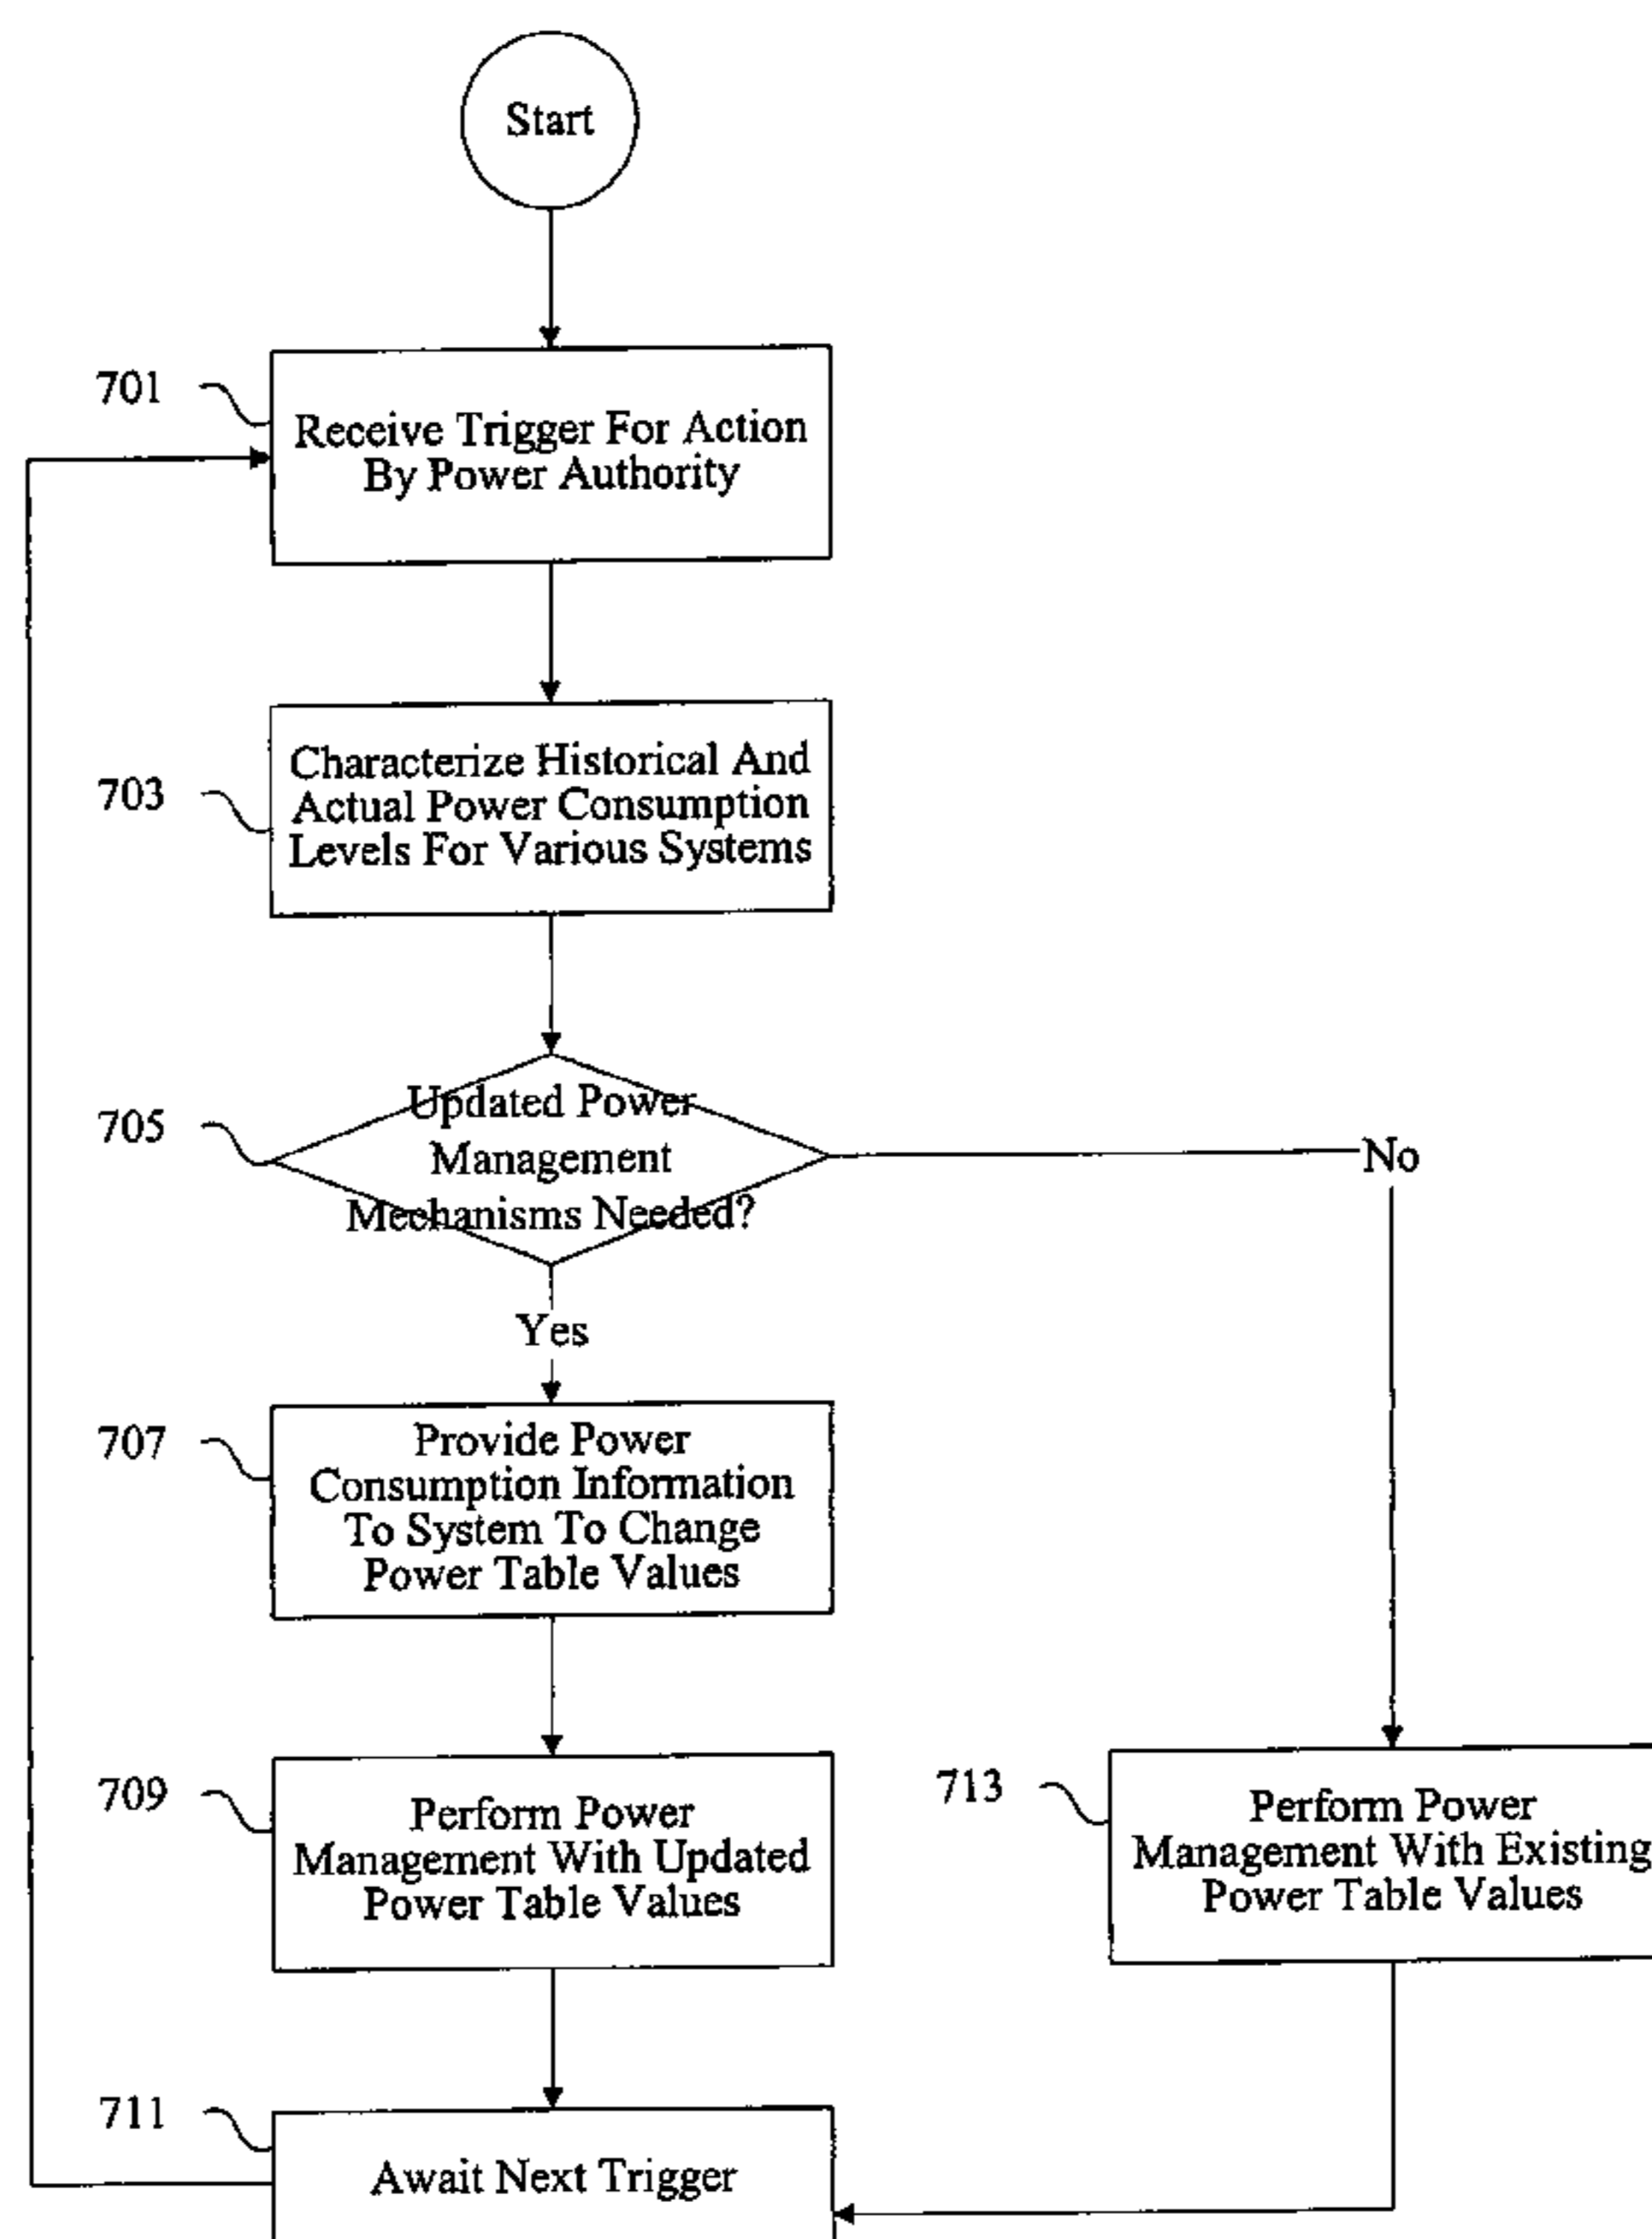 Start
701
Receive Trigger For Action
By Power Authority
703
Characterize Historical And
Actual Power Consumption
Levels For Various Systems
705
Updated Power
Management
Mechanisms Needed?
No
Yes
707
Provide Power
Consumption Information
To System To Change
Power Table Values
709
Perform Power
Management With Updated
Power Table Values
713
Perform Power
Management With Existing
Power Table Values
711
Await Next Trigger